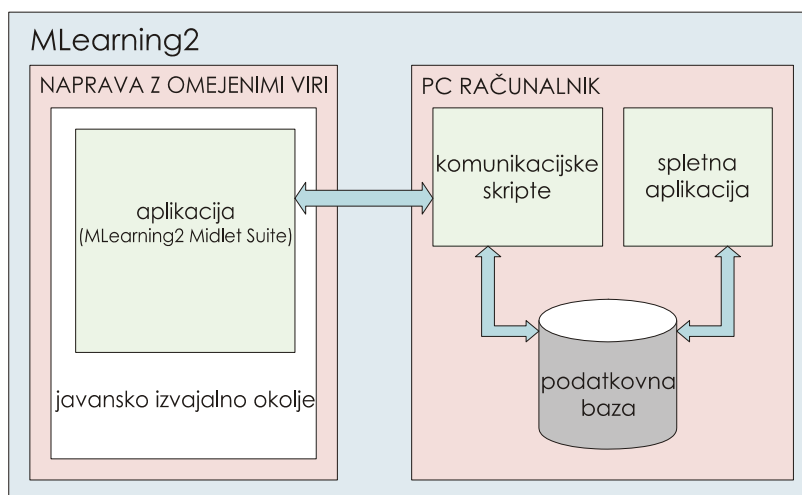 MLearning2
NAPRAVA Z OMEJENIMI VIRI
aplikacija
(MLearning2 Midlet Suite)
javansko izvajalno okolje
PC RAČUNALNIK
komunikacijske
skripte
spletna
aplikacija
podatkovna
baza